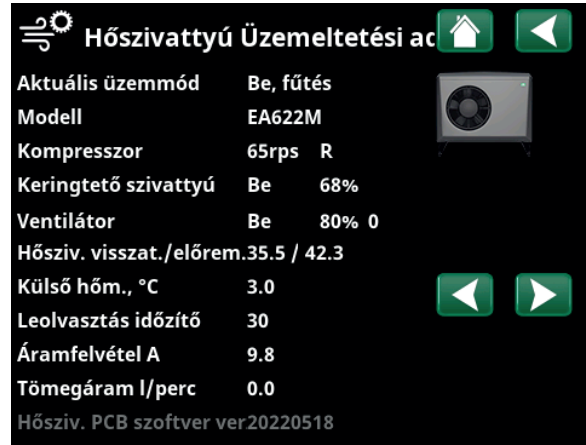 Hőszivattyú Üzemeltetési ad
Aktuális üzemmód Be, fűtés
Modell EA622M
Kompresszor 65rps R
Keringtető szivattyú Be 68%
Ventilátor Be 80% 0
Hősziv. visszat./előrem.35.5 / 42.3
Külső hőm., °C 3.0
Leolvasztás időzítő 30
Áramfelvétel A 9.8
Tömegáram l/perc 0.0
Hősziv. PCB szoftver ver20220518